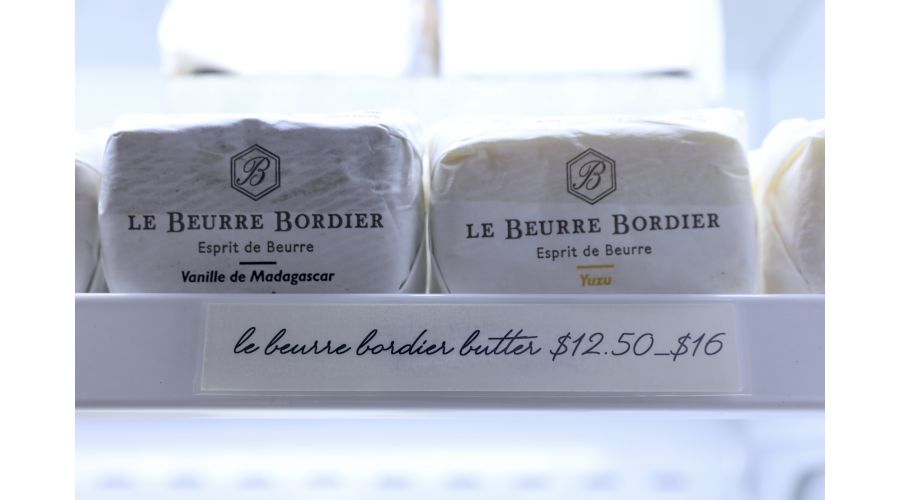 B
LE BEURRE BORDIER
Esprit de Beurre
Vanille de Madagascar
B
LE BEURRE BORDIER
Esprit de Beurre
Yuzu
le beurre bordier butter $12.50_$16